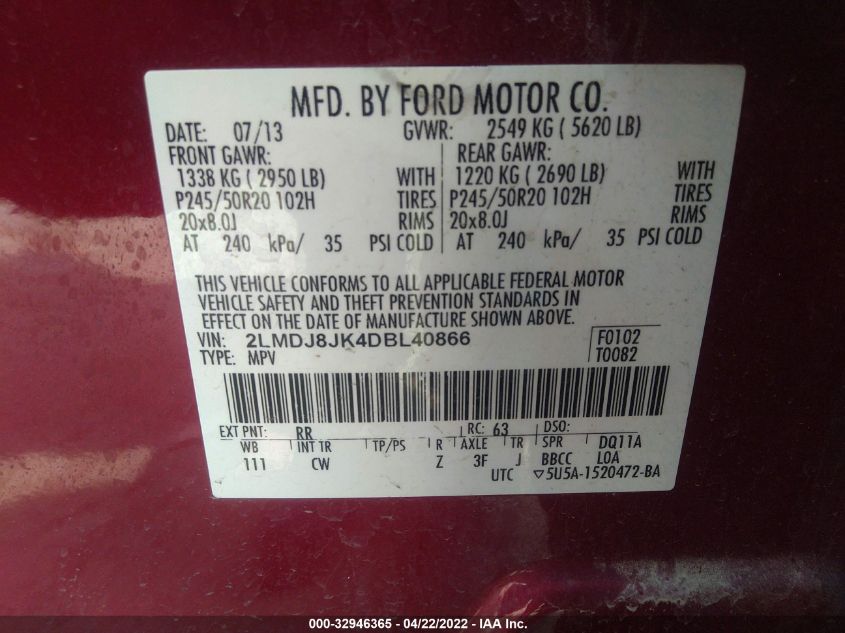 MFD. BY FORD MOTOR CO.
DATE: 07/13 GVWR: 2549 KG ( 5620 LB)
FRONT GAWR: REAR GAWR:
1338 KG ( 2950 LB) WITH 1220 KG ( 2690 LB) WITH
P245/50R20 102H TIRES P245/50R20 102H TIRES
20x8.0J RIMS 20x8.0J RIMS
AT 240 kPa/ 35 PSI COLD AT 240 kPa/ 35 PSI COLD
THIS VEHICLE CONFORMS TO ALL APPLICABLE FEDERAL MOTOR
VEHICLE SAFETY AND THEFT PREVENTION STANDARDS IN
EFFECT ON THE DATE OF MANUFACTURE SHOWN ABOVE.
VIN: 2LMDJ8JK4DBL40866 F0102
TYPE: MPV T0082
EXT PNT: RR RC: 63 DSO:
WB INT TR TP/PS R AXLE TR SPR DQ11A
111 CW Z 3F J BBCC L0A
UTC ▽5U5A-1520472-BA
000-32946365 - 04/22/2022 - IAA Inc.